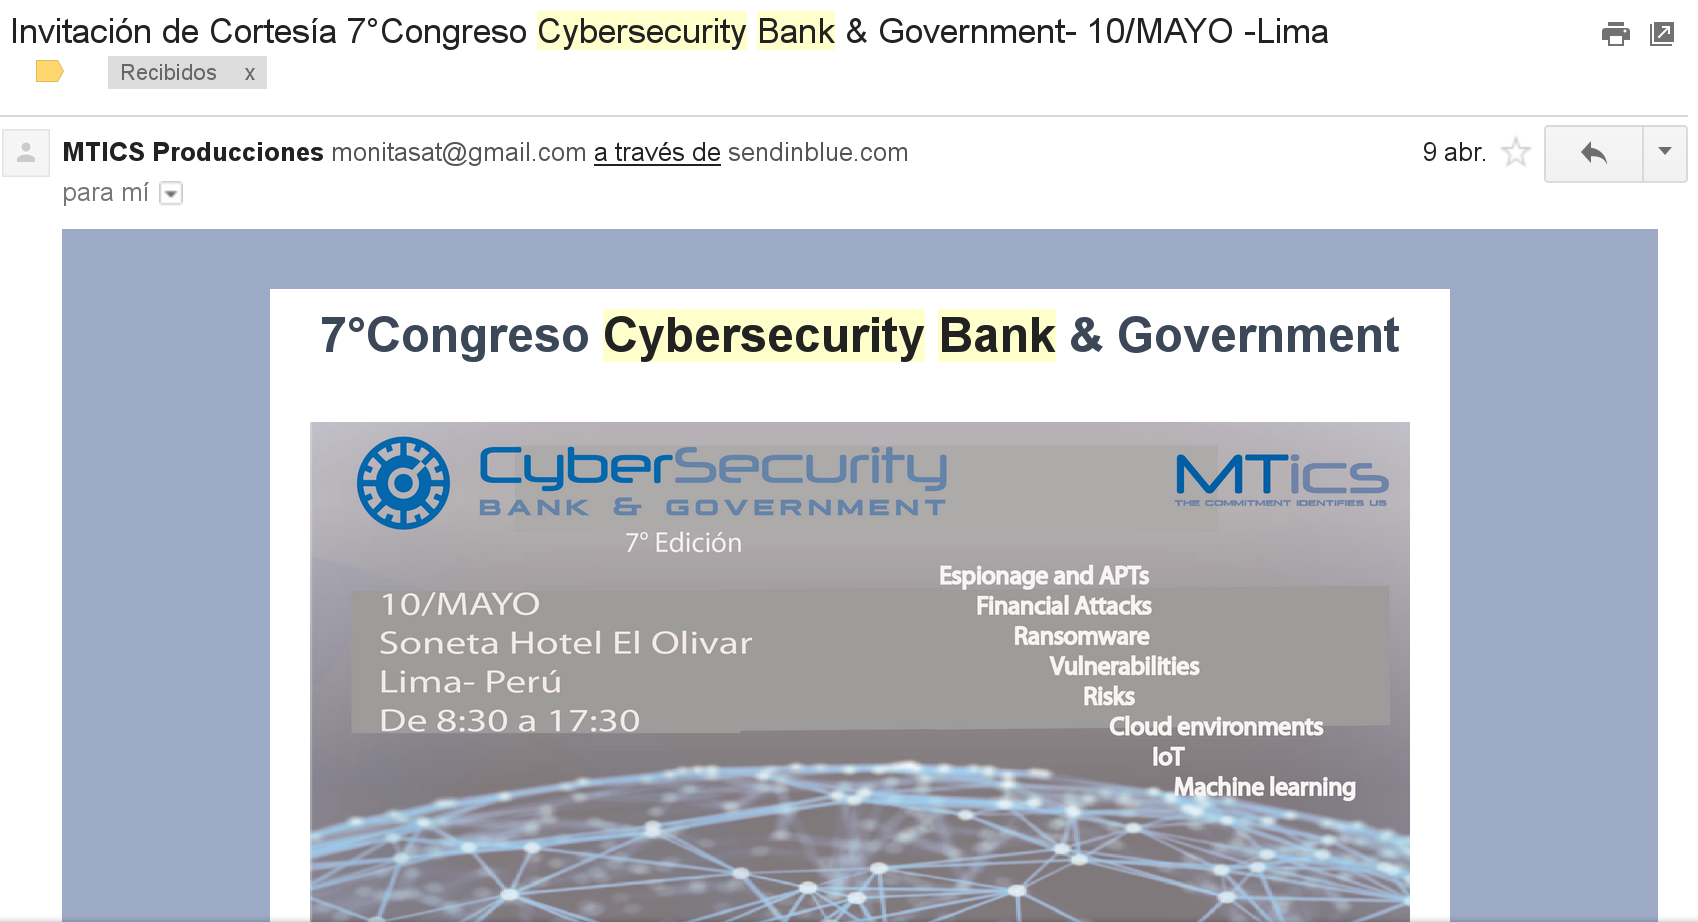 Invitación de Cortesía 7°Congreso Cybersecurity Bank & Government- 10/MAYO -Lima
Recibidos x
MTICS Producciones monitasat@gmail.com a través de sendinblue.com 9 abr.
para mí
7°Congreso Cybersecurity Bank & Government
CyberSecurity
BANK & GOVERNMENT
MTics
THE COMMITMENT IDENTIFIES US
7° Edición
10/MAYO
Soneta Hotel El Olivar
Lima- Perú
De 8:30 a 17:30
Espionage and APTs
Financial Attacks
Ransomware
Vulnerabilities
Risks
Cloud environments
IoT
Machine learning